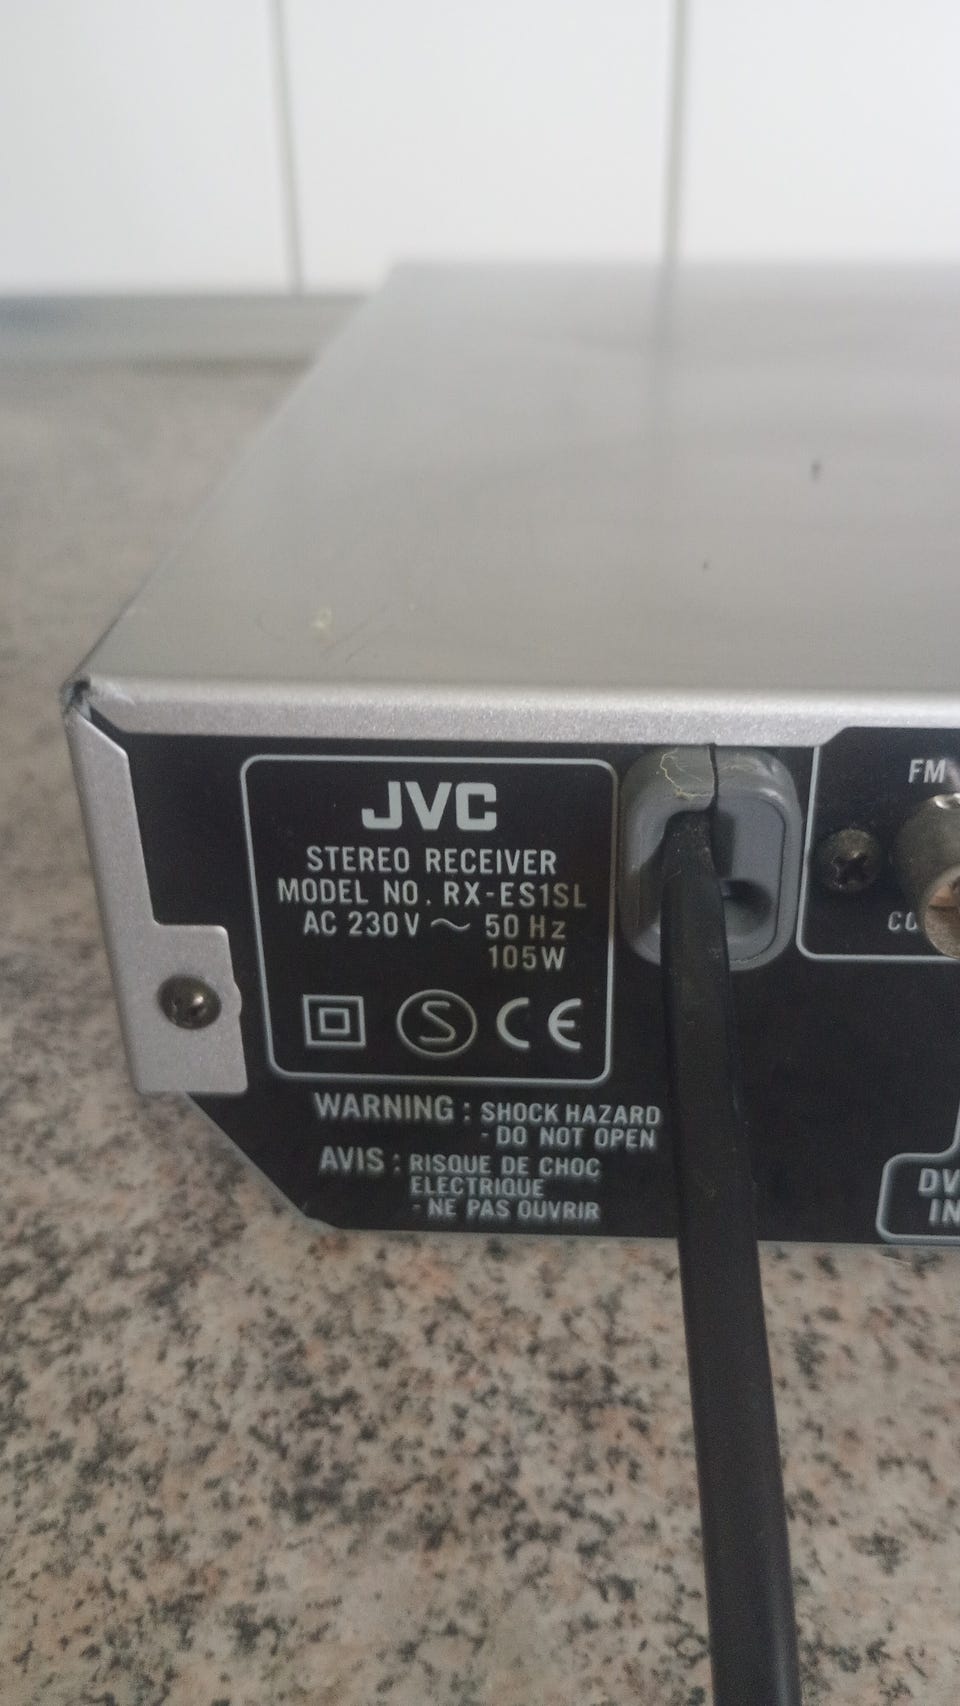 JVC
STEREO RECEIVER
MODEL NO. RX-ES1SL
AC 230V ~ 50 Hz
105W
S CE
WARNING : SHOCK HAZARD
- DO NOT OPEN
AVIS : RISQUE DE CHOC
ELECTRIQUE
- NE PAS OUVRIR
FM